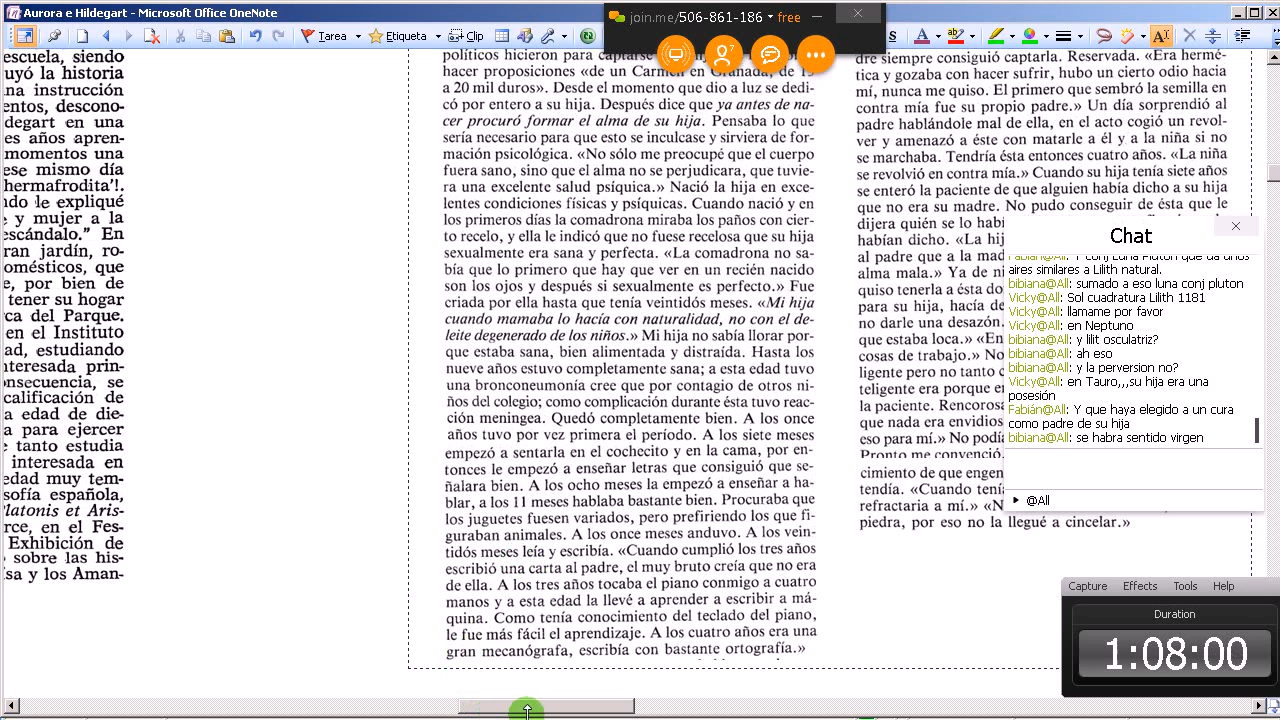 Aurora e Hildegart - Microsoft Office OneNote
join.me/506-861-186 free
7
Tarea Etiqueta Clip
escuela, siendo
uyó la historia
na instrucción
entos, descono-
degart en una
es años apren-
momentos una
ese mismo día
hermafrodita'!.
ndo le expliqué
y mujer a la
escándalo." En
ran jardín, ro-
omésticos, que
, por bien de
tener su hogar
rca del Parque.
en el Instituto
ad, estudiando
nteresada prin-
nsecuencia, se
calificación de
a edad de die-
a para ejercer
tanto estudia
interesada en
edad muy tem-
sofía española,
latonis et Aris-
rce, en el Fes-
Exhibición de
sobre las his-
isa y los Aman-
políticos hicieron para captarse
hacer proposiciones «de un Carmen en Granada, de 15
a 20 mil duros». Desde el momento que dio a luz se dedi-
có por entero a su hija. Después dice que ya antes de na-
cer procuró formar el alma de su hija. Pensaba lo que
sería necesario para que esto se inculcase y sirviera de for-
mación psicológica. «No sólo me preocupé que el cuerpo
fuera sano, sino que el alma no se perjudicara, que tuvie-
ra una excelente salud psíquica.» Nació la hija en exce-
lentes condiciones físicas y psíquicas. Cuando nació y en
los primeros días la comadrona miraba los paños con cier-
to recelo, y ella le indicó que no fuese recelosa que su hija
sexualmente era sana y perfecta. «La comadrona no sa-
bía que lo primero que hay que ver en un recién nacido
son los ojos y después si sexualmente es perfecto.» Fue
criada por ella hasta que tenía veintidós meses. «Mi hija
cuando mamaba lo hacía con naturalidad, no con el de-
leite degenerado de los niños.» Mi hija no sabía llorar por-
que estaba sana, bien alimentada y distraída. Hasta los
nueve años estuvo completamente sana; a esta edad tuvo
una bronconeumonía cree que por contagio de otros ni-
ños del colegio; como complicación durante ésta tuvo reac-
ción meningea. Quedó completamente bien. A los once
años tuvo por vez primera el período. A los siete meses
empezó a sentarla en el cochecito y en la cama, por en-
tonces le empezó a enseñar letras que consiguió que se-
ñalara bien. A los ocho meses la empezó a enseñar a ha-
blar, a los 11 meses hablaba bastante bien. Procuraba que
los juguetes fuesen variados, pero prefiriendo los que fi-
guraban animales. A los once meses anduvo. A los vein-
tidós meses leía y escribía. «Cuando cumplió los tres años
escribió una carta al padre, el muy bruto creía que no era
de ella. A los tres años tocaba el piano conmigo a cuatro
manos y a esta edad la llevé a aprender a escribir a má-
quina. Como tenía conocimiento del teclado del piano,
le fue más fácil el aprendizaje. A los cuatro años era una
gran mecanógrafa, escribía con bastante ortografía.»
dre siempre consiguió captarla. Reservada. «Era hermé-
tica y gozaba con hacer sufrir, hubo un cierto odio hacia
mí, nunca me quiso. El primero que sembró la semilla en
contra mía fue su propio padre.» Un día sorprendió al
padre hablándole mal de ella, en el acto cogió un revol-
ver y amenazó a éste con matarle a él y a la niña si no
se marchaba. Tendría ésta entonces cuatro años. «La niña
se revolvió en contra mía.» Cuando su hija tenía siete años
se enteró la paciente de que alguien había dicho a su hija
que no era su madre. No pudo conseguir de ésta que la
dijera quién se lo habí
habían dicho. «La hij
al padre que a la mad
alma mala.» Ya de ni
quiso tenerla a ésta do
para su hija, hacía de
no darle una desazón.
que estaba loca.» «En
cosas de trabajo.» No
ligente pero no tanto c
teligente era porque e
la paciente. Rencorosa
que nada era envidios
eso para mí.» No podí
Pronto me convenció.
cimiento de que engen
tendía. «Cuando tení
refractaria a mí.» «N
piedra, por eso no la llegué a cincelar.»
Chat
Fabián@All: Y conj Luna Pluton que da unos
aires similares a Lilith natural.
bibiana@All: sumado a eso luna conj pluton
Vicky@All: Sol cuadratura Lilith 1181
Vicky@All: llamame por favor
Vicky@All: en Neptuno
bibiana@All: y lilit osculatriz?
bibiana@All: ah eso
bibiana@All: y la perversion no?
Vicky@All: en Tauro,,,su hija era una
posesión
Fabián@All: Y que haya elegido a un cura
como padre de su hija
bibiana@All: se habra sentido virgen
@All
Capture Effects Tools Help
Duration
1:08:00